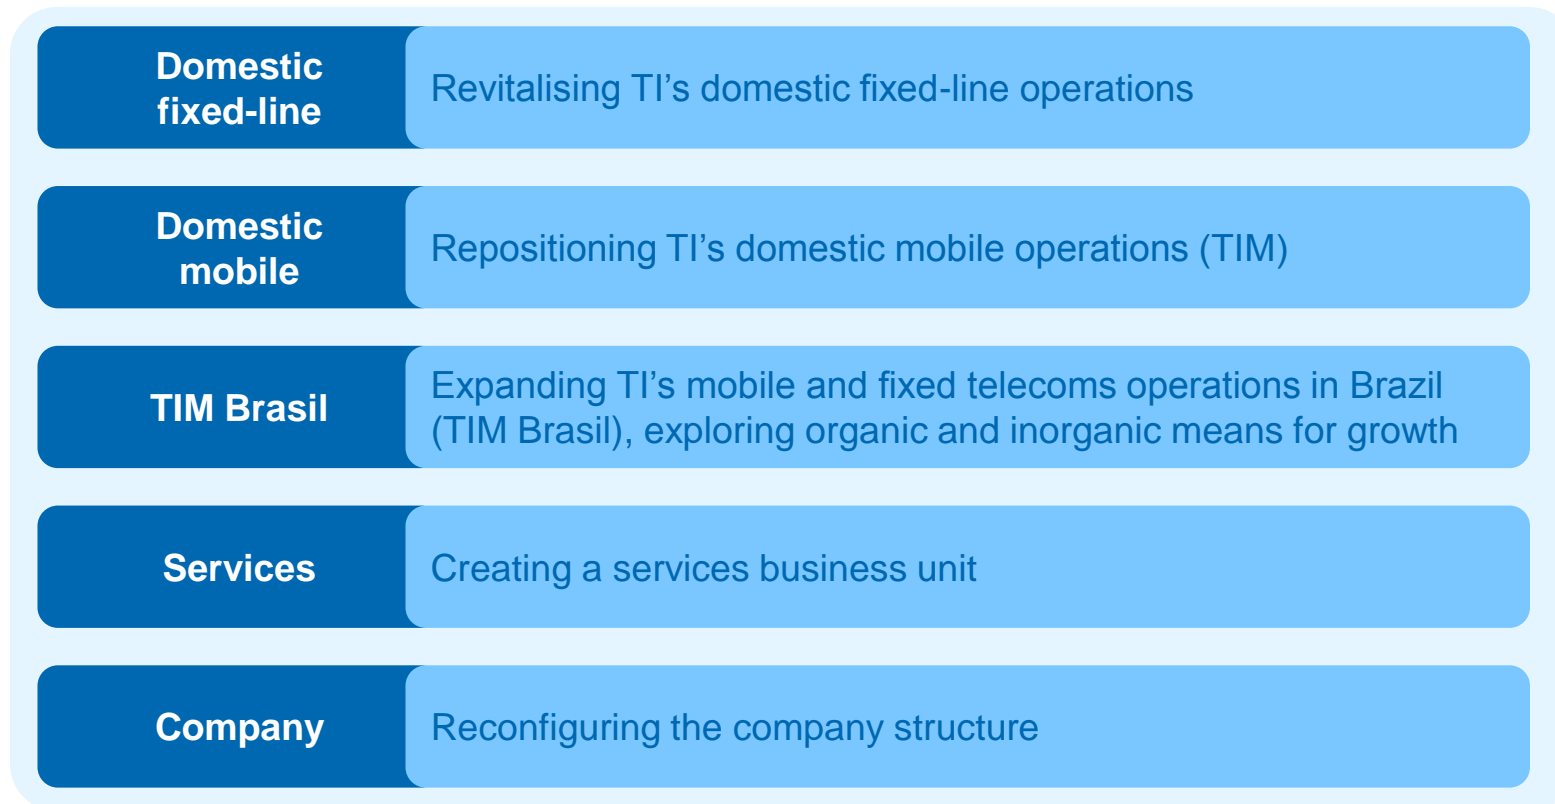 Domestic
fixed-line
Revitalising TI’s domestic fixed-line operations
Domestic
mobile
Repositioning TI’s domestic mobile operations (TIM)
TIM Brasil
Expanding TI’s mobile and fixed telecoms operations in Brazil
(TIM Brasil), exploring organic and inorganic means for growth
Services
Creating a services business unit
Company
Reconfiguring the company structure